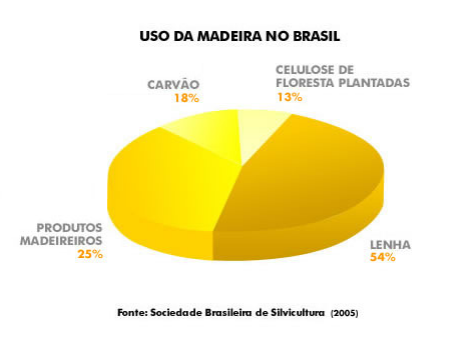 USO DA MADEIRA NO BRASIL
CELULOSE DE
FLORESTA PLANTADAS
13%
CARVÃO
18%
PRODUTOS
MADEIREIROS
25%
LENHA
54%
Fonte: Sociedade Brasileira de Silvicultura (2005)